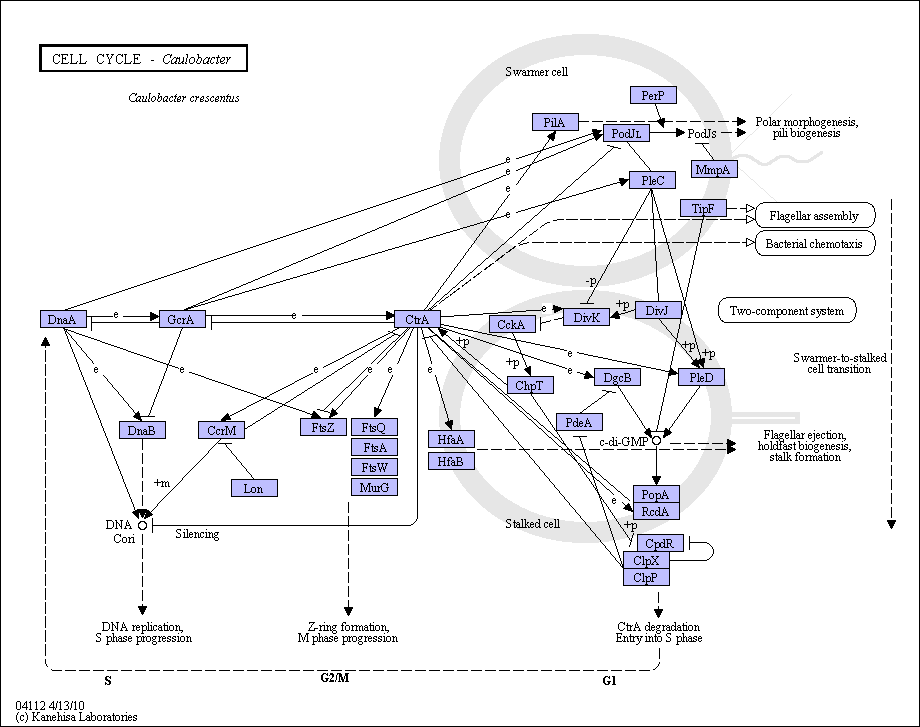 CELL CYCLE - Caulobacter
Caulobacter crescentus
Swarmer cell
PerP
PilA
PodJL
PodJS
Polar morphogenesis,
pili biogenesis
MmpA
PleC
TipF
Flagellar assembly
Bacterial chemotaxis
e
e
e
e
-p
+p
DnaA
e
GcrA
e
CtrA
e
CckA
DivK
DivJ
Two-component system
+p
+p
+p
+p
e
e
Swarmer-to-stalked
cell transition
e
e
e
e
e
e
ChpT
DgcB
PleD
DnaB
CcrM
FtsZ
FtsQ
FtsA
FtsW
MurG
HfaA
HfaB
PdeA
c-di-GMP
Flagellar ejection,
holdfast biogenesis,
stalk formation
Lon
+m
PopA
RcdA
e
+p
DNA
Cori
Silencing
Stalked cell
CpdR
ClpX
ClpP
DNA replication,
S phase progression
Z-ring formation,
M phase progression
CtrA degradation
Entry into S phase
S
G2/M
G1
04112 4/13/10
(c) Kanehisa Laboratories